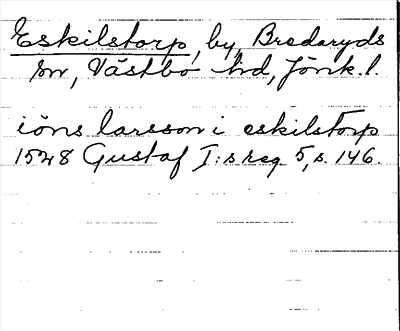 Eskilstorp, by, Bredaryds
sn, Västbo hd, Jönk. l.
iöns larsson i eskilstorp
1548 Gustaf I:s reg. 5, s. 146.